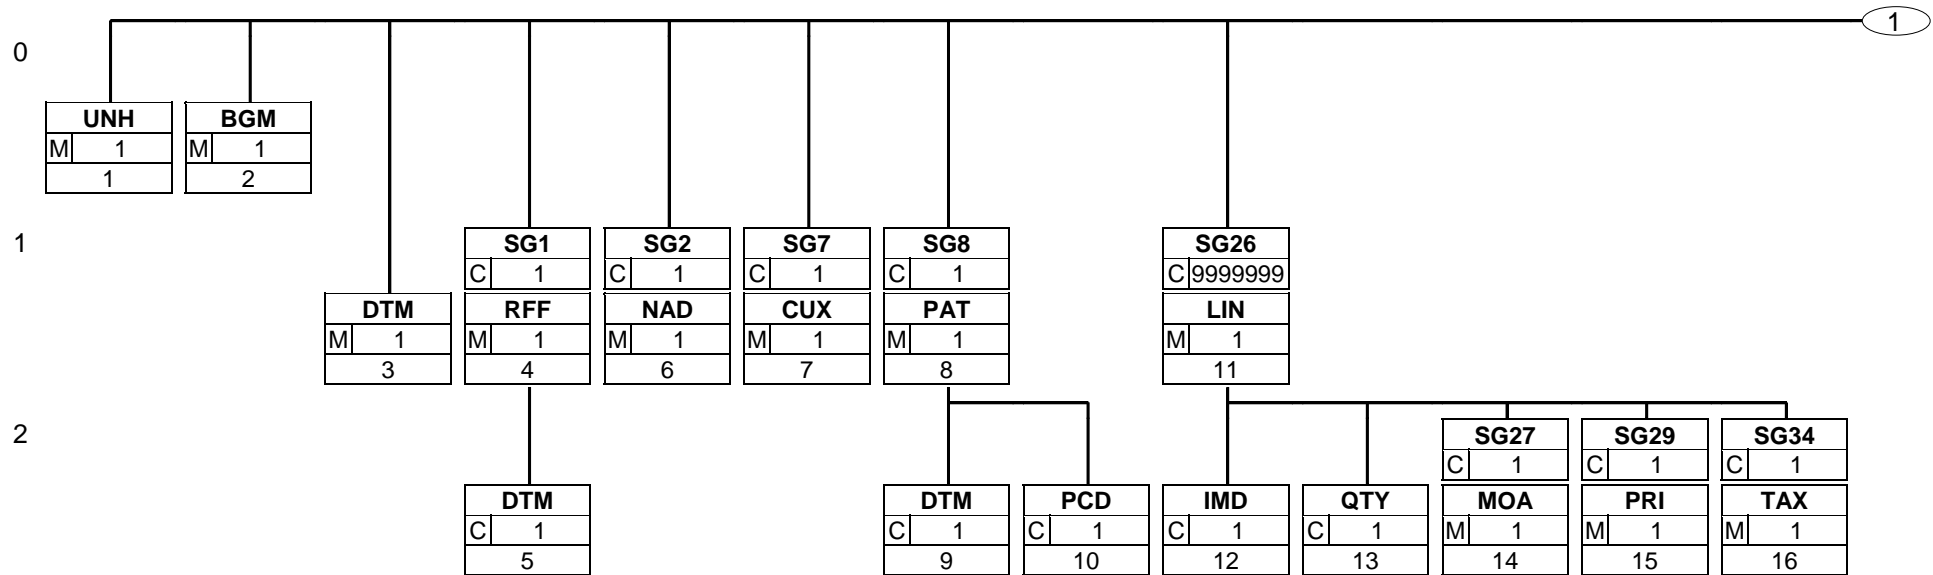 1
0
UNH BGM
M 1 M 1
1 2
1
SG1 SG2 SG7 SG8 SG26
C 1 C 1 C 1 C 1 C 9999999
DTM RFF NAD CUX PAT LIN
M 1 M 1 M 1 M 1 M 1 M 1
3 4 6 7 8 11
2
SG27 SG29 SG34
C 1 C 1 C 1
DTM DTM PCD IMD QTY MOA PRI TAX
C 1 C 1 C 1 C 1 C 1 M 1 M 1 M 1
5 9 10 12 13 14 15 16